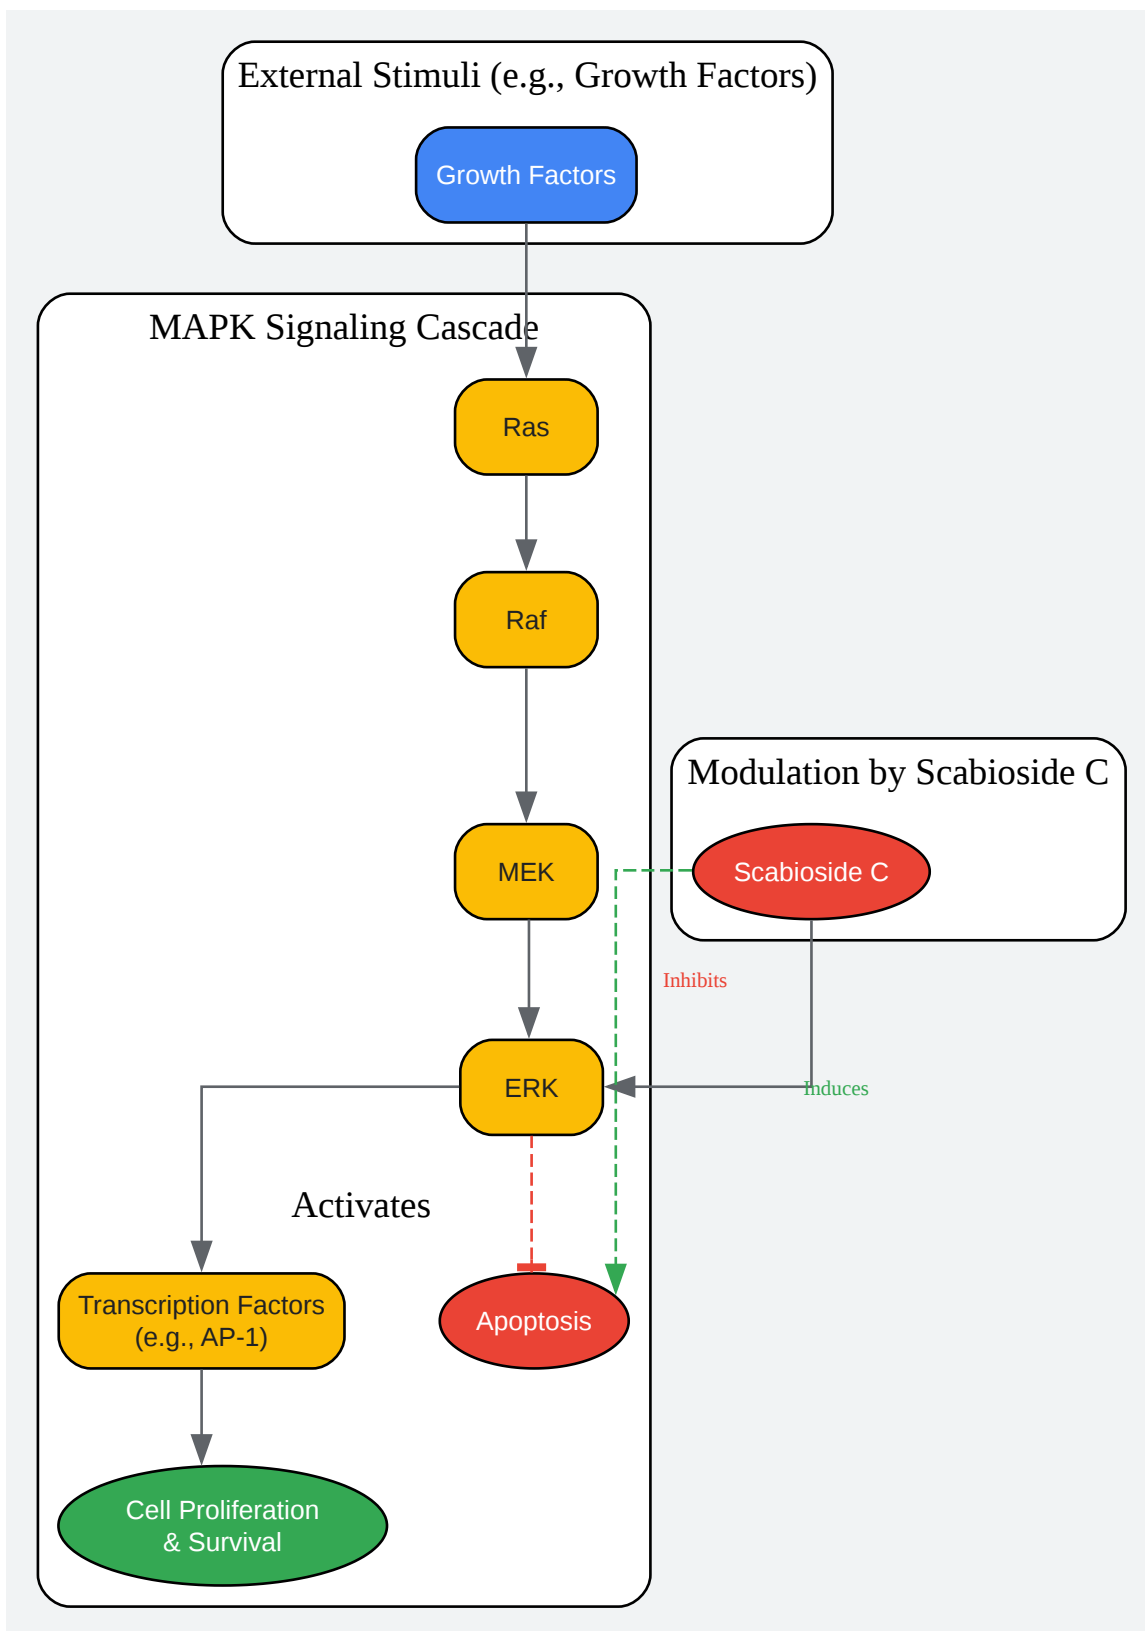 External Stimuli (e.g., Growth Factors)
Growth Factors
MAPK Signaling Cascade
Ras
Raf
Modulation by Scabioside C
MEK
Scabioside C
Inhibits
ERK
Induces
Activates
Transcription Factors
(e.g., AP-1)
Apoptosis
Cell Proliferation
& Survival